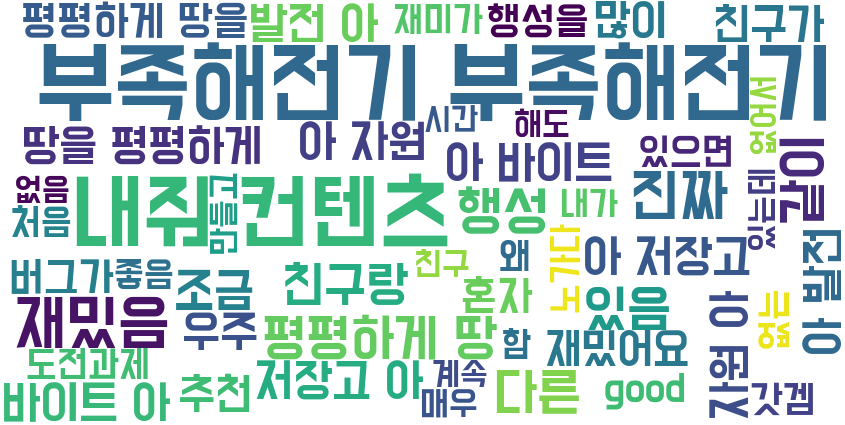 평평하게 땅을 발전 아 재미가 행성을 많이 친구가
부족해전기 부족해전기
땅을 평평하게 아 자원 시간 해도 있으면 없어서
아 바이트 진짜 같이
없음 내줘 컨텐츠 행성 내가 있는데
처음 만들고
버그가 좋음 조금 친구랑 친구 왜 노가다 아 저장고 아 발전
재밌음 우주 혼자 있음 자원 아 없는
평평하게 땅 함 재밌어요
도전과제 저장고 아 계속 다른 good 갓겜
바이트 아 추천 매우